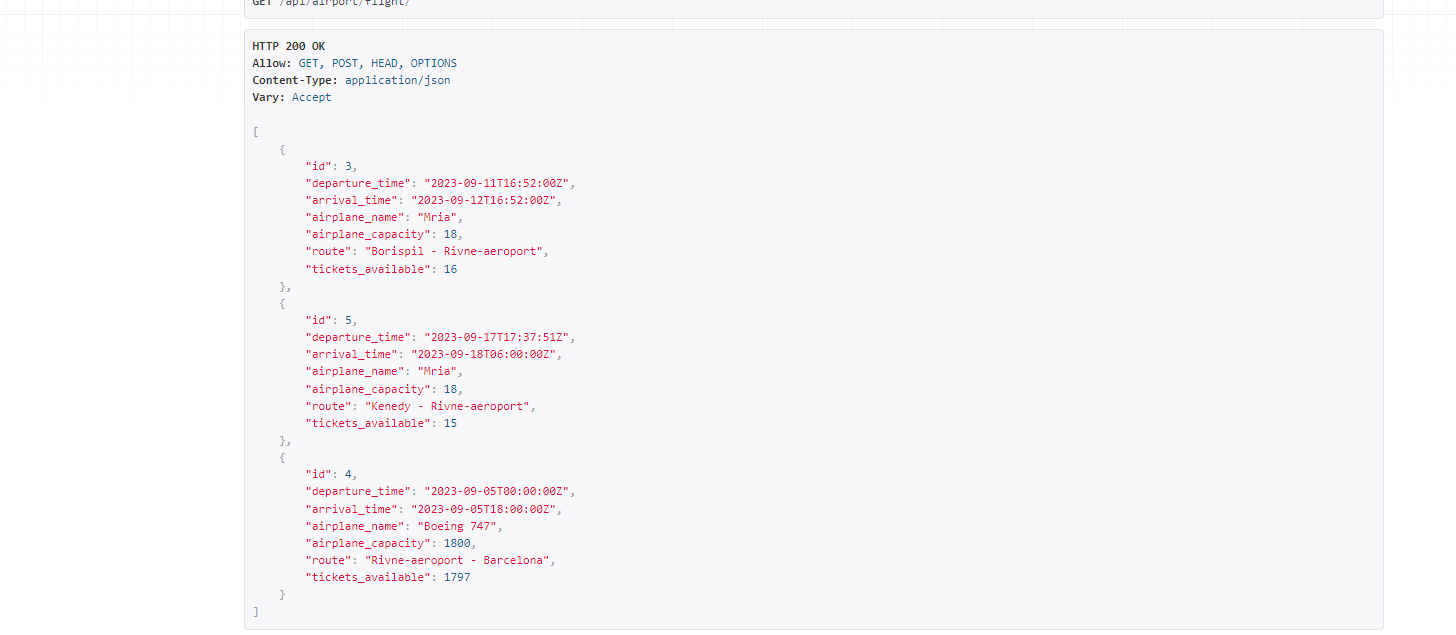 GET /api/airport/flight/
HTTP 200 OK
Allow: GET, POST, HEAD, OPTIONS
Content-Type: application/json
Vary: Accept
[
    {
        "id": 3,
        "departure_time": "2023-09-11T16:52:00Z",
        "arrival_time": "2023-09-12T16:52:00Z",
        "airplane_name": "Mria",
        "airplane_capacity": 18,
        "route": "Borispil - Rivne-aeroport",
        "tickets_available": 16
    },
    {
        "id": 5,
        "departure_time": "2023-09-17T17:37:51Z",
        "arrival_time": "2023-09-18T06:00:00Z",
        "airplane_name": "Mria",
        "airplane_capacity": 18,
        "route": "Kenedy - Rivne-aeroport",
        "tickets_available": 15
    },
    {
        "id": 4,
        "departure_time": "2023-09-05T00:00:00Z",
        "arrival_time": "2023-09-05T18:00:00Z",
        "airplane_name": "Boeing 747",
        "airplane_capacity": 1800,
        "route": "Rivne-aeroport - Barcelona",
        "tickets_available": 1797
    }
]